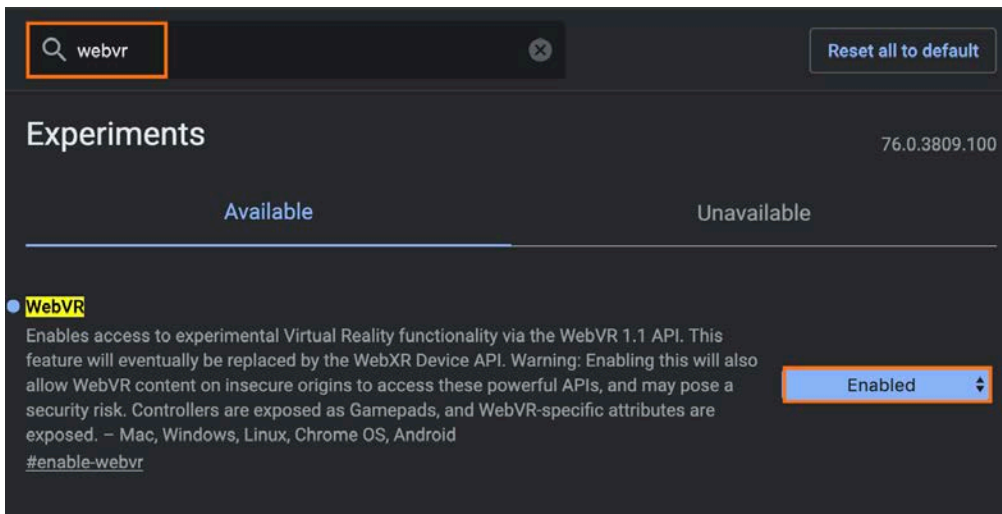 webvr
Reset all to default
Experiments
76.0.3809.100
Available
Unavailable
WebVR
Enables access to experimental Virtual Reality functionality via the WebVR 1.1 API. This
feature will eventually be replaced by the WebXR Device API. Warning: Enabling this will also
allow WebVR content on insecure origins to access these powerful APIs, and may pose a
security risk. Controllers are exposed as Gamepads, and WebVR-specific attributes are
exposed. – Mac, Windows, Linux, Chrome OS, Android
Enabled
#enable-webvr